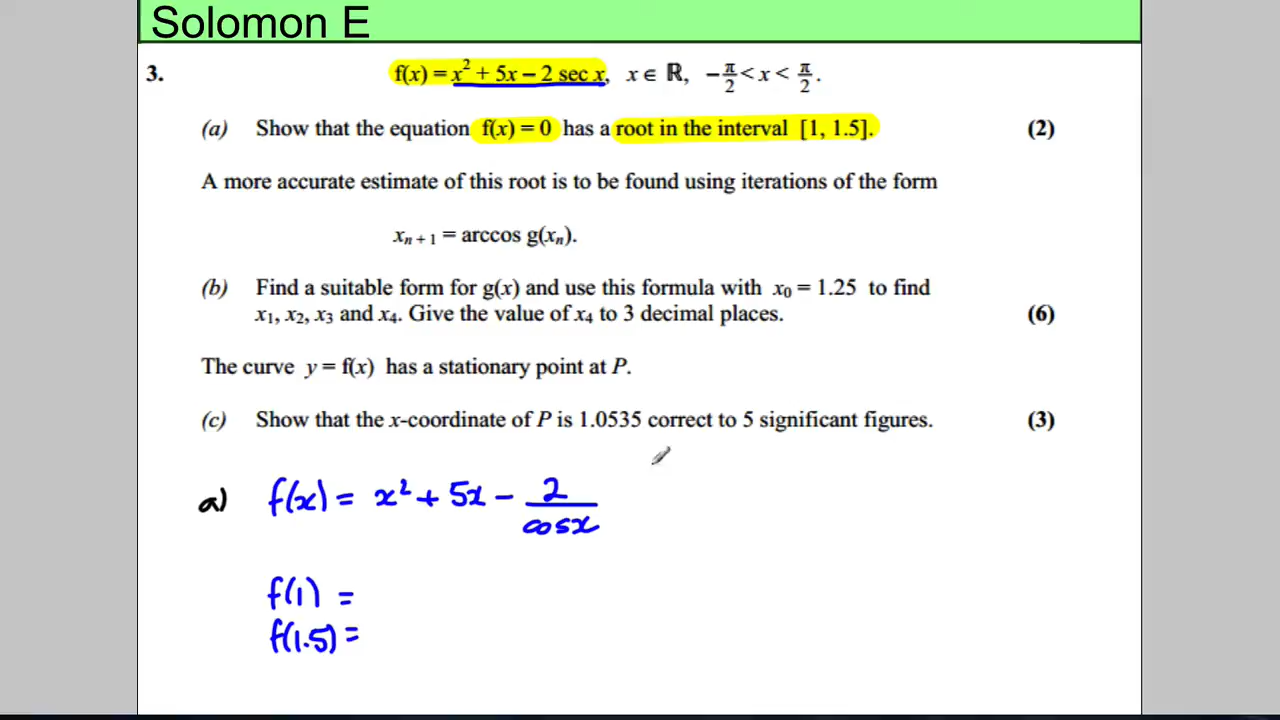 Solomon E
3. f(x) = x² + 5x − 2 sec x, x ∈ ℝ, −π/2 < x < π/2.
(a) Show that the equation f(x) = 0 has a root in the interval [1, 1.5]. (2)
A more accurate estimate of this root is to be found using iterations of the form
xₙ₊₁ = arccos g(xₙ).
(b) Find a suitable form for g(x) and use this formula with x₀ = 1.25 to find
x₁, x₂, x₃ and x₄. Give the value of x₄ to 3 decimal places. (6)
The curve y = f(x) has a stationary point at P.
(c) Show that the x-coordinate of P is 1.0535 correct to 5 significant figures. (3)
a) f(x) = x² + 5x − 2/cosx
f(1) =
f(1.5) =